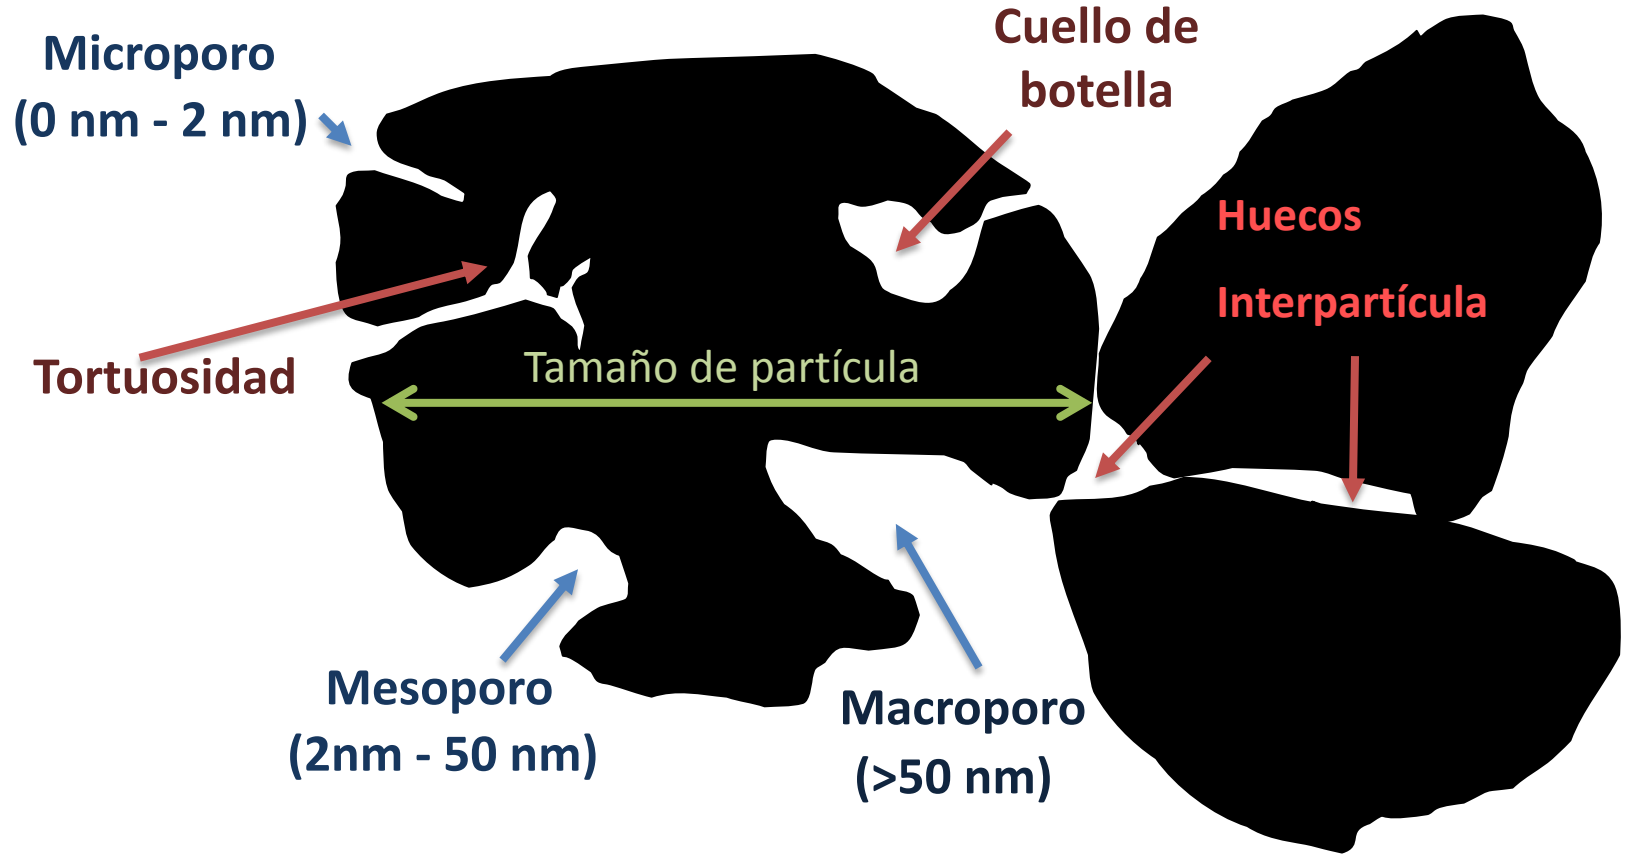 Microporo
(0 nm - 2 nm)
Cuello de
botella
Huecos
Interpartícula
Tortuosidad
Tamaño de partícula
Mesoporo
(2nm - 50 nm)
Macroporo
(>50 nm)